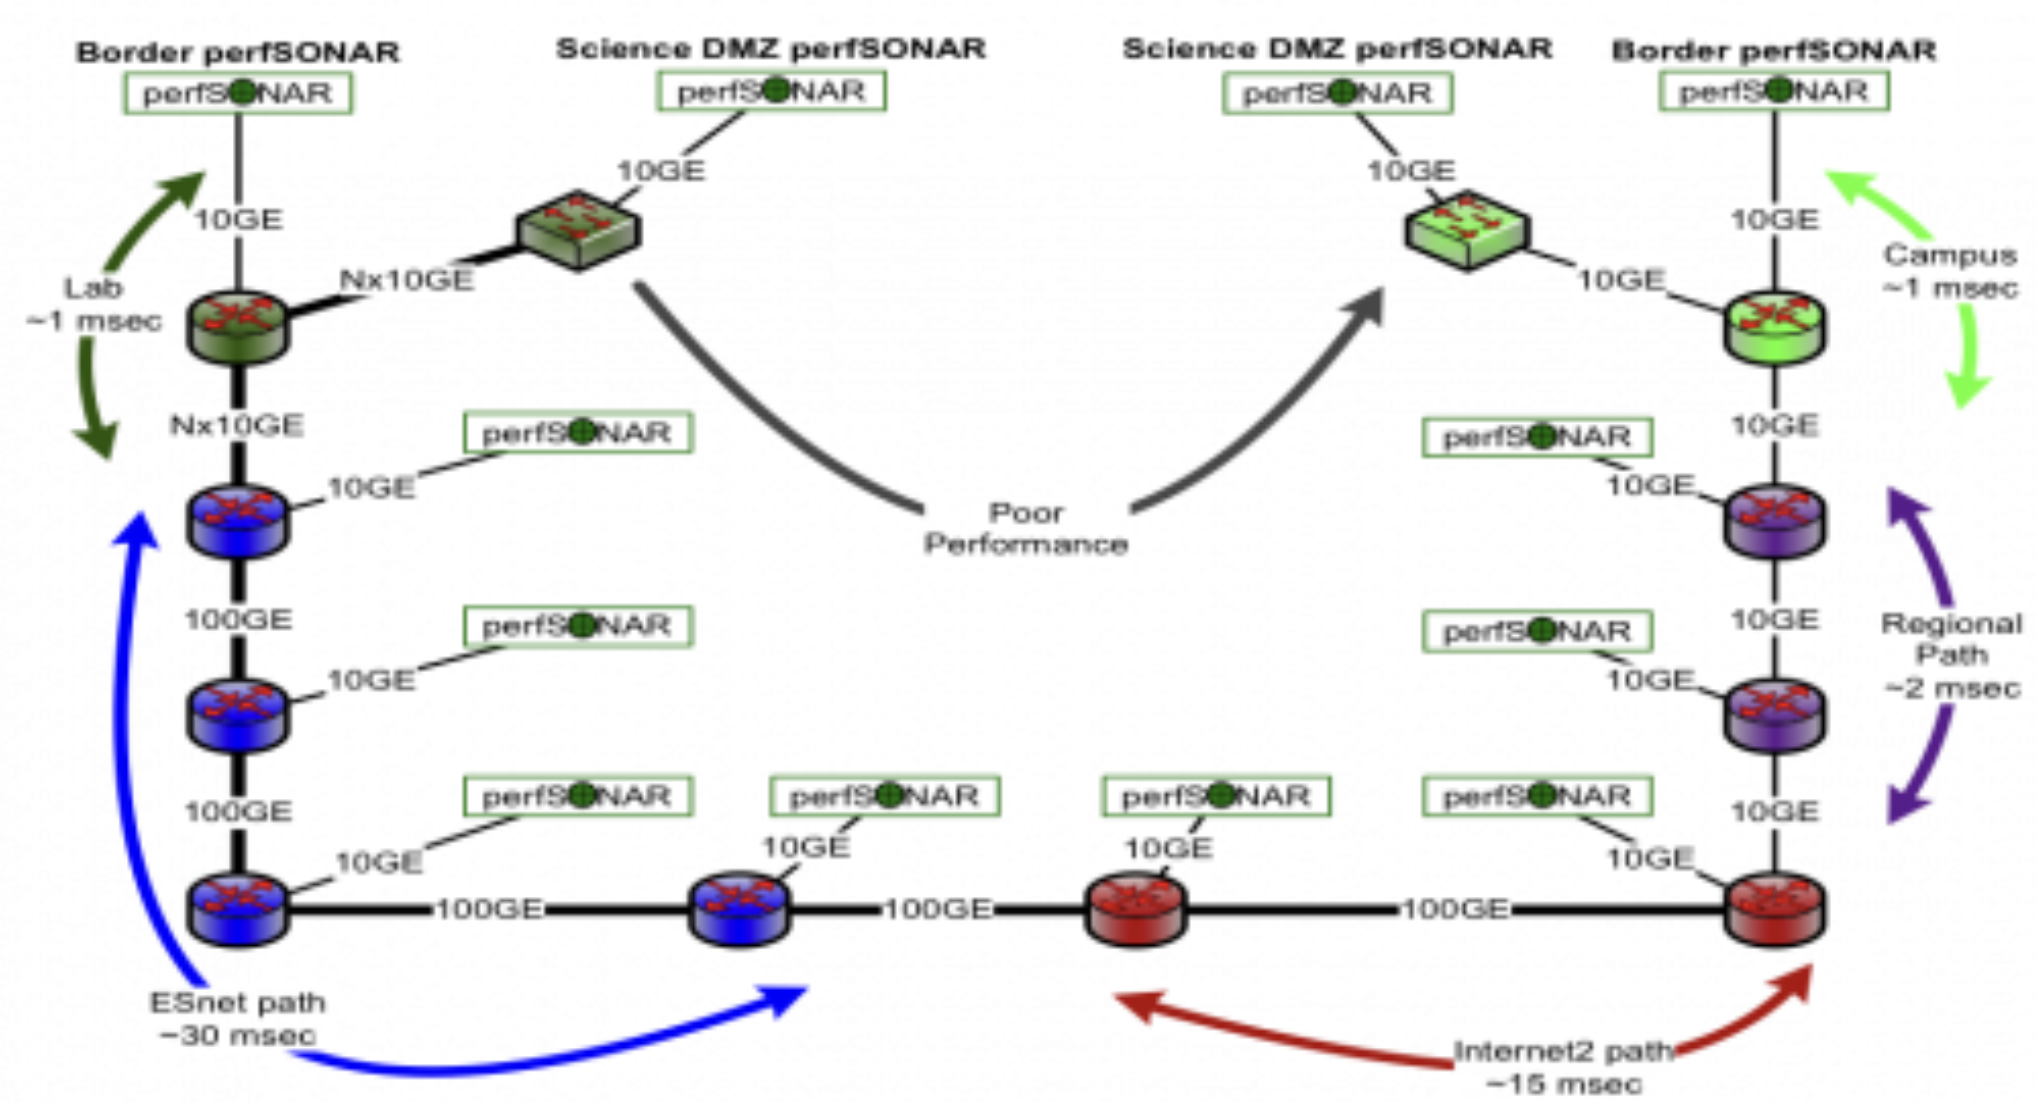 Border perfSONAR
Science DMZ perfSONAR
Science DMZ perfSONAR
Border perfSONAR
perfSONAR
perfSONAR
perfSONAR
perfSONAR
10GE
10GE
10GE
10GE
Nx10GE
10GE
Lab
~1 msec
Campus
~1 msec
Nx10GE
10GE
perfSONAR
perfSONAR
10GE
10GE
Poor
Performance
100GE
10GE
perfSONAR
perfSONAR
10GE
10GE
Regional
Path
~2 msec
100GE
10GE
perfSONAR
perfSONAR
perfSONAR
perfSONAR
10GE
10GE
10GE
10GE
100GE
100GE
100GE
ESnet path
~30 msec
Internet2 path
~15 msec